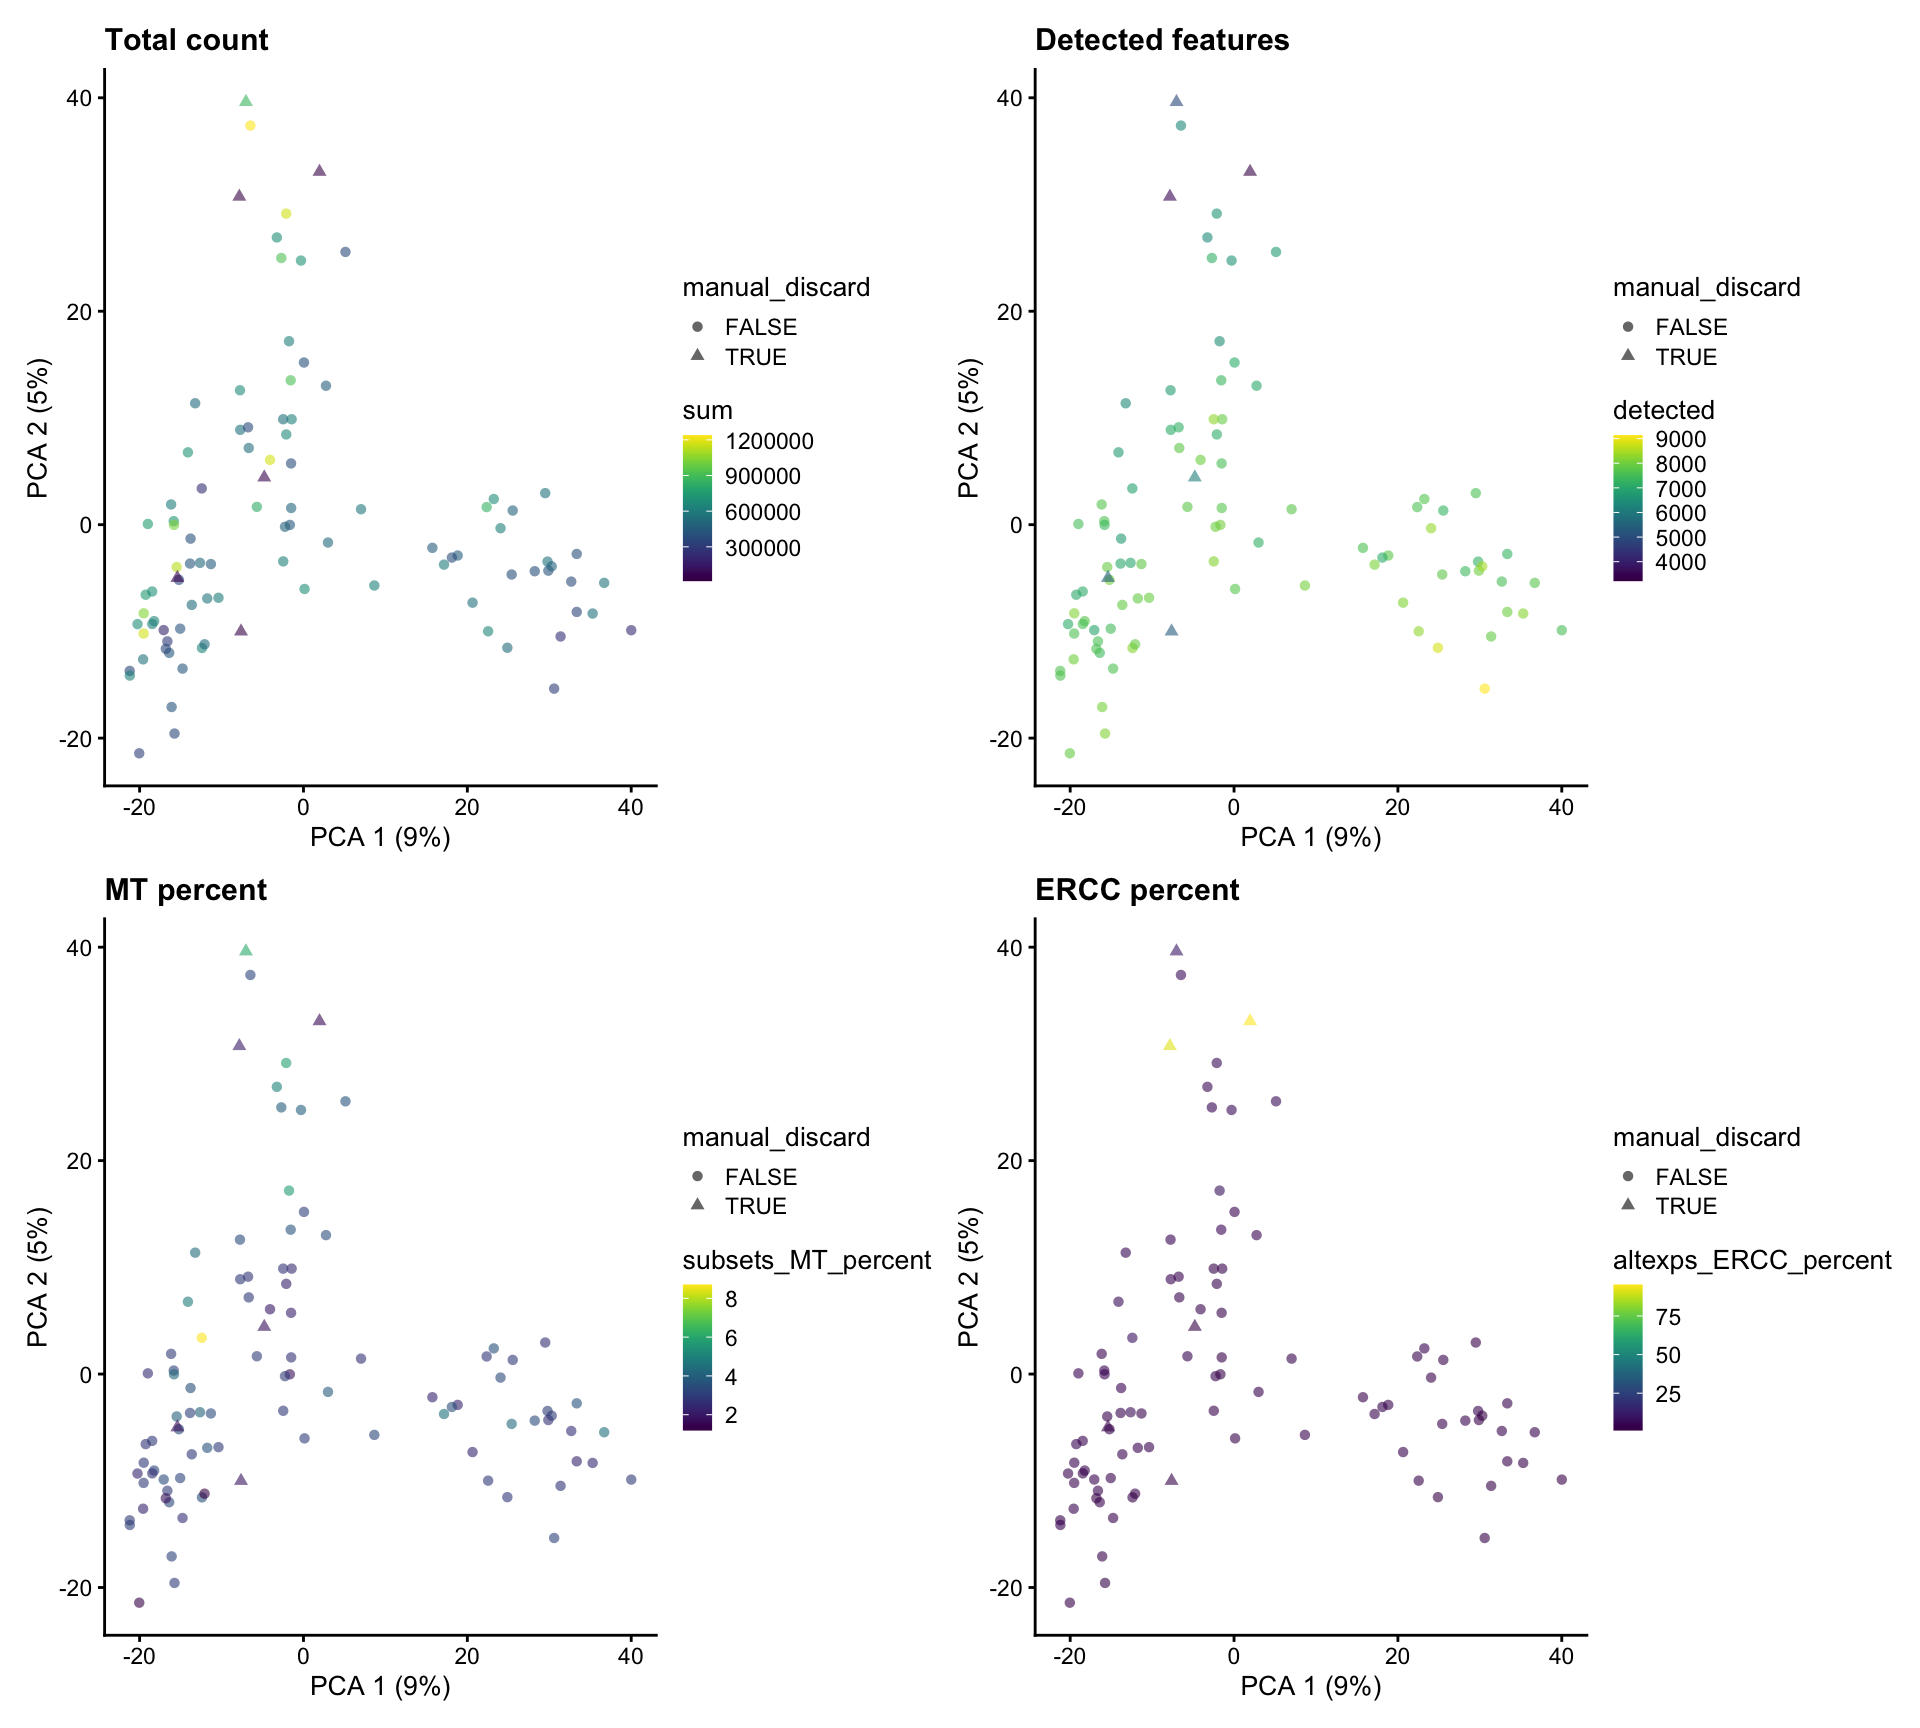 Total count
40
20
0
-20
PCA 2 (5%)
-20 0 20 40
PCA 1 (9%)
manual_discard
FALSE
TRUE
sum
1200000
900000
600000
300000
Detected features
40
20
0
-20
PCA 2 (5%)
-20 0 20 40
PCA 1 (9%)
manual_discard
FALSE
TRUE
detected
9000
8000
7000
6000
5000
4000
MT percent
40
20
0
-20
PCA 2 (5%)
-20 0 20 40
PCA 1 (9%)
manual_discard
FALSE
TRUE
subsets_MT_percent
8
6
4
2
ERCC percent
40
20
0
-20
PCA 2 (5%)
-20 0 20 40
PCA 1 (9%)
manual_discard
FALSE
TRUE
altexps_ERCC_percent
75
50
25